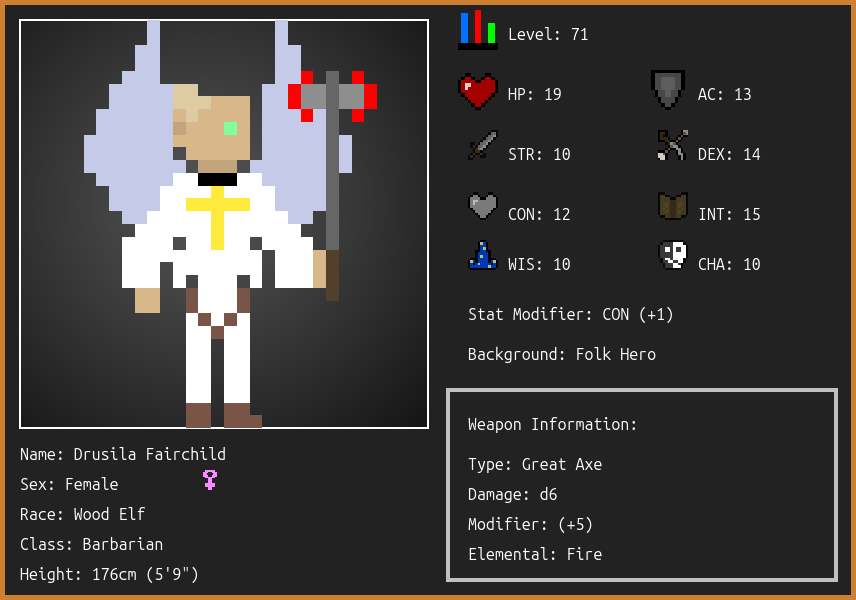 Level: 71
HP: 19
AC: 13
STR: 10
DEX: 14
CON: 12
INT: 15
WIS: 10
CHA: 10
Stat Modifier: CON (+1)
Background: Folk Hero
Weapon Information:
Type: Great Axe
Damage: d6
Modifier: (+5)
Elemental: Fire
Name: Drusila Fairchild
Sex: Female
Race: Wood Elf
Class: Barbarian
Height: 176cm (5'9")